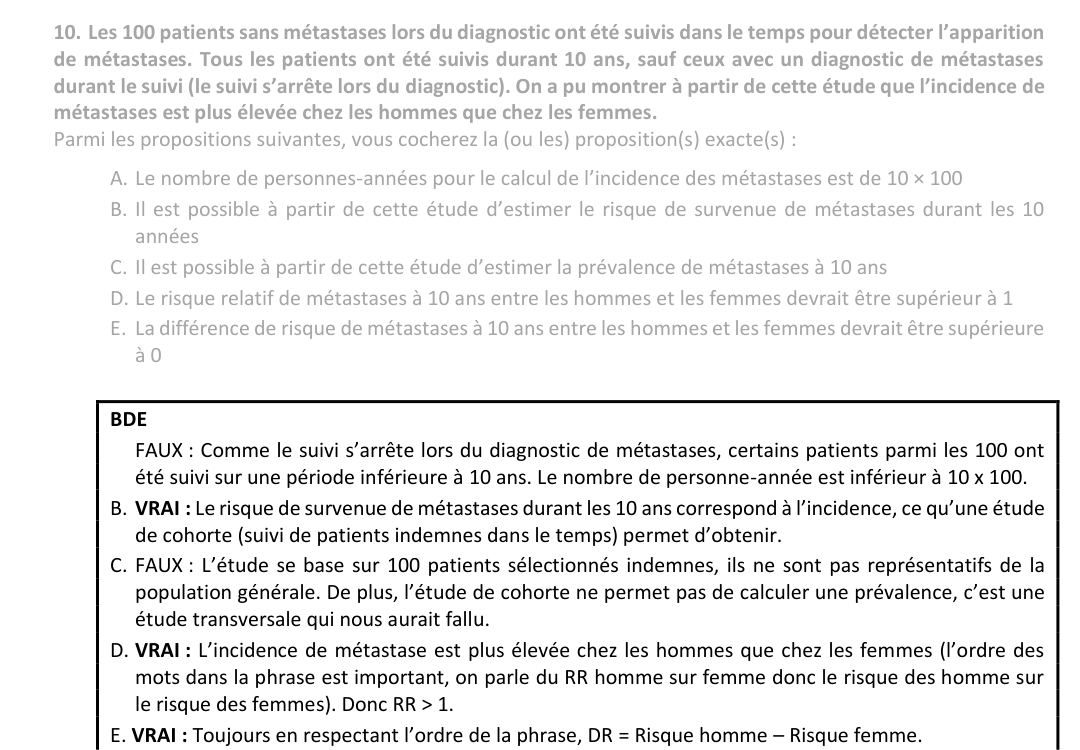 10. Les 100 patients sans métastases lors du diagnostic ont été suivis dans le temps pour détecter l’apparition
de métastases. Tous les patients ont été suivis durant 10 ans, sauf ceux avec un diagnostic de métastases
durant le suivi (le suivi s’arrête lors du diagnostic). On a pu montrer à partir de cette étude que l’incidence de
métastases est plus élevée chez les hommes que chez les femmes.
Parmi les propositions suivantes, vous cocherez la (ou les) proposition(s) exacte(s) :
A. Le nombre de personnes-années pour le calcul de l’incidence des métastases est de 10 × 100
B. Il est possible à partir de cette étude d’estimer le risque de survenue de métastases durant les 10
années
C. Il est possible à partir de cette étude d’estimer la prévalence de métastases à 10 ans
D. Le risque relatif de métastases à 10 ans entre les hommes et les femmes devrait être supérieur à 1
E. La différence de risque de métastases à 10 ans entre les hommes et les femmes devrait être supérieure
à 0
BDE
FAUX : Comme le suivi s’arrête lors du diagnostic de métastases, certains patients parmi les 100 ont
été suivi sur une période inférieure à 10 ans. Le nombre de personne-année est inférieur à 10 x 100.
B. VRAI : Le risque de survenue de métastases durant les 10 ans correspond à l’incidence, ce qu’une étude
de cohorte (suivi de patients indemnes dans le temps) permet d’obtenir.
C. FAUX : L’étude se base sur 100 patients sélectionnés indemnes, ils ne sont pas représentatifs de la
population générale. De plus, l’étude de cohorte ne permet pas de calculer une prévalence, c’est une
étude transversale qui nous aurait fallu.
D. VRAI : L’incidence de métastase est plus élevée chez les hommes que chez les femmes (l’ordre des
mots dans la phrase est important, on parle du RR homme sur femme donc le risque des homme sur
le risque des femmes). Donc RR > 1.
E. VRAI : Toujours en respectant l’ordre de la phrase, DR = Risque homme – Risque femme.